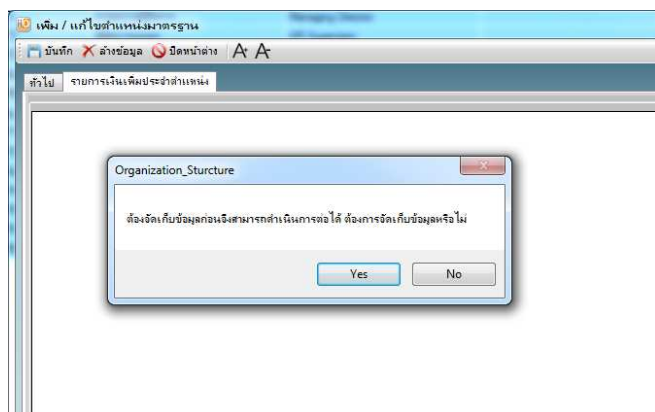 เพิ่ม / แก้ไขตำแหน่งมาตรฐาน
บันทึก ล้างข้อมูล ปิดหน้าต่าง A+ A-
ทั่วไป รายการเงินเพิ่มประจำตำแหน่ง
Organization_Sturcture
ต้องจัดเก็บข้อมูลก่อนจึงสามารถดำเนินการต่อได้ ต้องการจัดเก็บข้อมูลหรือไม่
Yes No